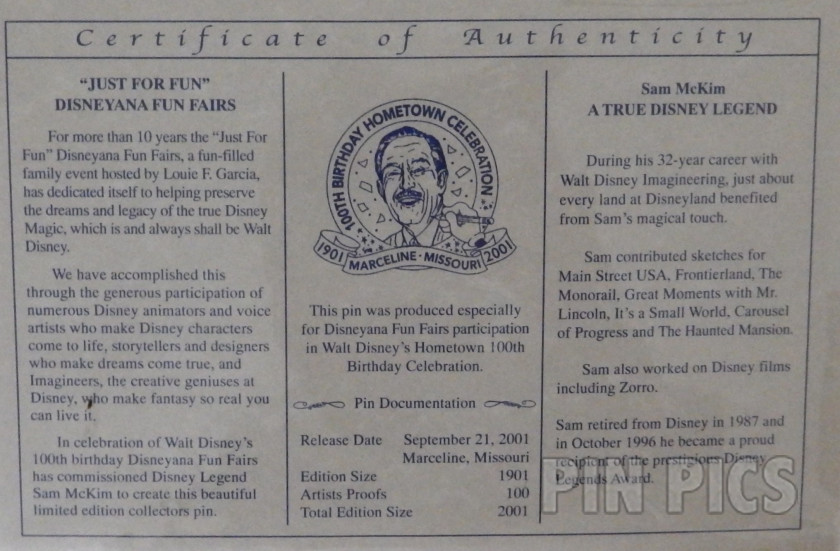 Certificate of Authenticity
"JUST FOR FUN"
DISNEYANA FUN FAIRS
For more than 10 years the "Just For
Fun" Disneyana Fun Fairs, a fun-filled
family event hosted by Louie F. Garcia,
has dedicated itself to helping preserve
the dreams and legacy of the true Disney
Magic, which is and always shall be Walt
Disney.
We have accomplished this
through the generous participation of
numerous Disney animators and voice
artists who make Disney characters
come to life, storytellers and designers
who make dreams come true, and
Imagineers, the creative geniuses at
Disney, who make fantasy so real you
can live it.
In celebration of Walt Disney's
100th birthday Disneyana Fun Fairs
has commissioned Disney Legend
Sam McKim to create this beautiful
limited edition collectors pin.
100TH BIRTHDAY HOMETOWN CELEBRATION
1901 MARCELINE · MISSOURI 2001
This pin was produced especially
for Disneyana Fun Fairs participation
in Walt Disney's Hometown 100th
Birthday Celebration.
Pin Documentation
Release Date September 21, 2001
Marceline, Missouri
Edition Size 1901
Artists Proofs 100
Total Edition Size 2001
Sam McKim
A TRUE DISNEY LEGEND
During his 32-year career with
Walt Disney Imagineering, just about
every land at Disneyland benefited
from Sam's magical touch.
Sam contributed sketches for
Main Street USA, Frontierland, The
Monorail, Great Moments with Mr.
Lincoln, It's a Small World, Carousel
of Progress and The Haunted Mansion.
Sam also worked on Disney films
including Zorro.
Sam retired from Disney in 1987 and
in October 1996 he became a proud
recipient of the prestigious Disney
Legends Award.
PIN PICS